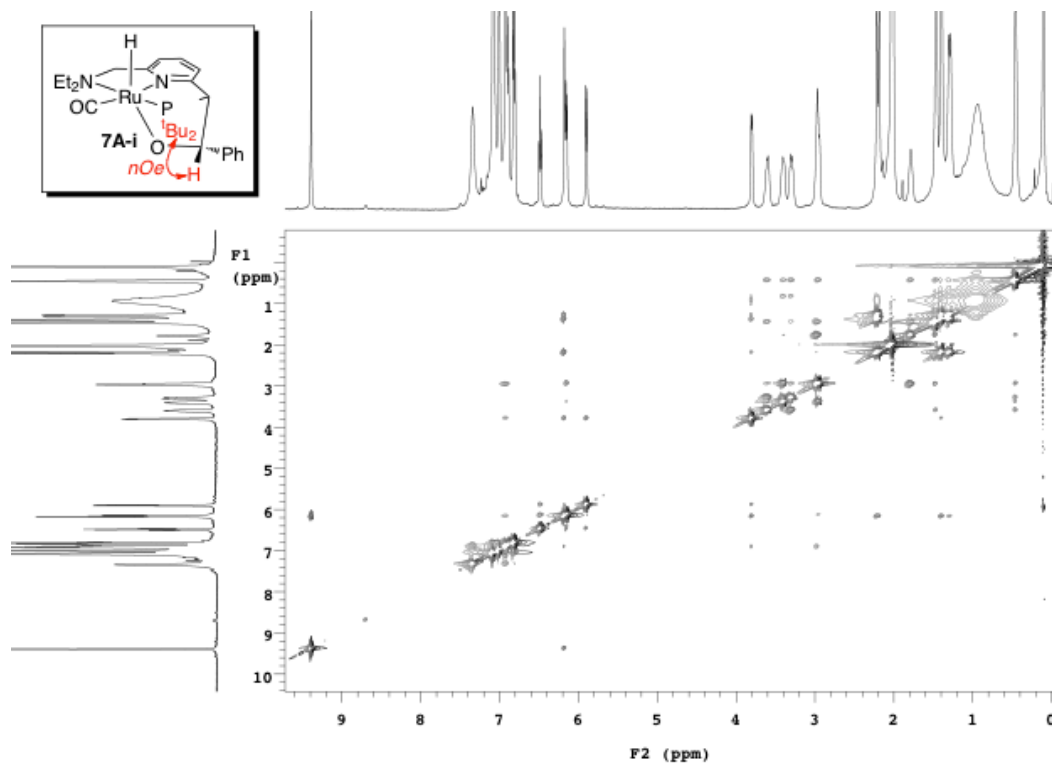 H
Et₂N
N
Ru
OC
P
ᵗBu₂
7A-i
O
''''Ph
nOe
H
F1
(ppm)
1
2
3
4
5
6
7
8
9
10
9 8 7 6 5 4 3 2 1 0
F2 (ppm)